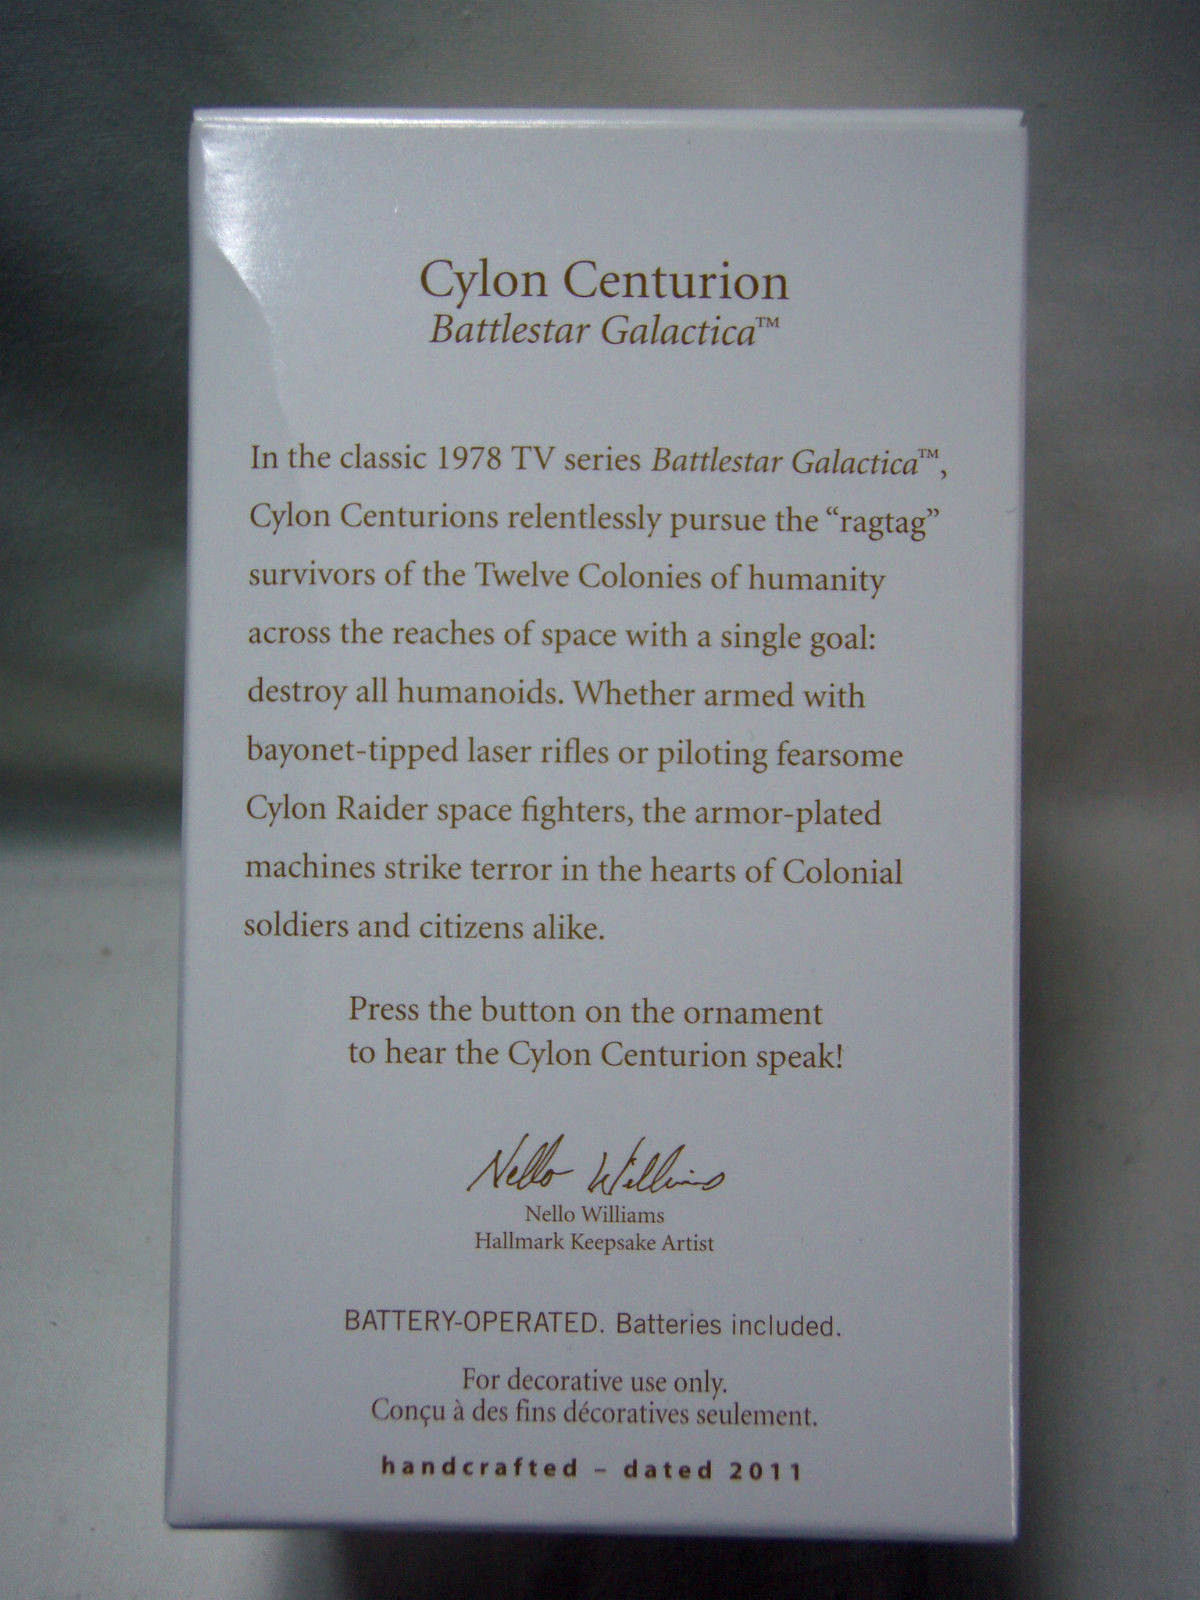 Cylon Centurion
Battlestar Galactica™
In the classic 1978 TV series Battlestar Galactica™,
Cylon Centurions relentlessly pursue the “ragtag”
survivors of the Twelve Colonies of humanity
across the reaches of space with a single goal:
destroy all humanoids. Whether armed with
bayonet-tipped laser rifles or piloting fearsome
Cylon Raider space fighters, the armor-plated
machines strike terror in the hearts of Colonial
soldiers and citizens alike.
Press the button on the ornament
to hear the Cylon Centurion speak!
Nello Williams
Nello Williams
Hallmark Keepsake Artist
BATTERY-OPERATED. Batteries included.
For decorative use only.
Conçu à des fins décoratives seulement.
handcrafted – dated 2011